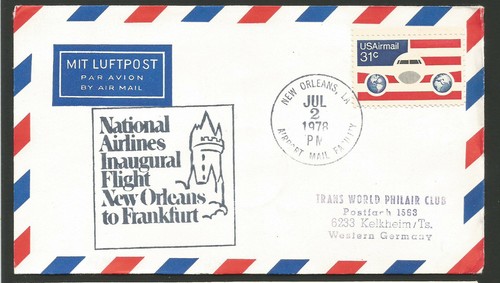 MIT LUFTPOST
PAR AVION
BY AIR MAIL
USAirmail
31c
NEW ORLEANS, LA
JUL
2
1978
PM
AIRPORT MAIL FACILITY
National
Airlines
Inaugural
Flight
New Orleans
to Frankfurt
TRANS WORLD PHILAIR CLUB
Postfach 1563
6233 Kelkheim/Ts.
Western Germany